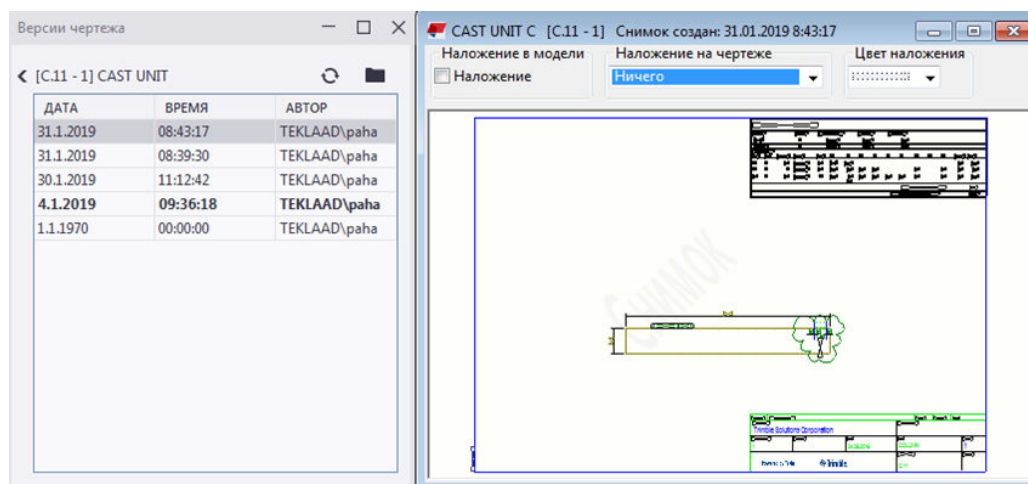 Версии чертежа
[C.11 - 1] CAST UNIT
ДАТА ВРЕМЯ АВТОР
31.1.2019 08:43:17 TEKLAAD\paha
31.1.2019 08:39:30 TEKLAAD\paha
30.1.2019 11:12:42 TEKLAAD\paha
4.1.2019 09:36:18 TEKLAAD\paha
1.1.1970 00:00:00 TEKLAAD\paha
CAST UNIT C [C.11 - 1] Снимок создан: 31.01.2019 8:43:17
Наложение в модели Наложение на чертеже Цвет наложения
Наложение Ничего
Снимок
Trimble Solutions Corporation
Trimble